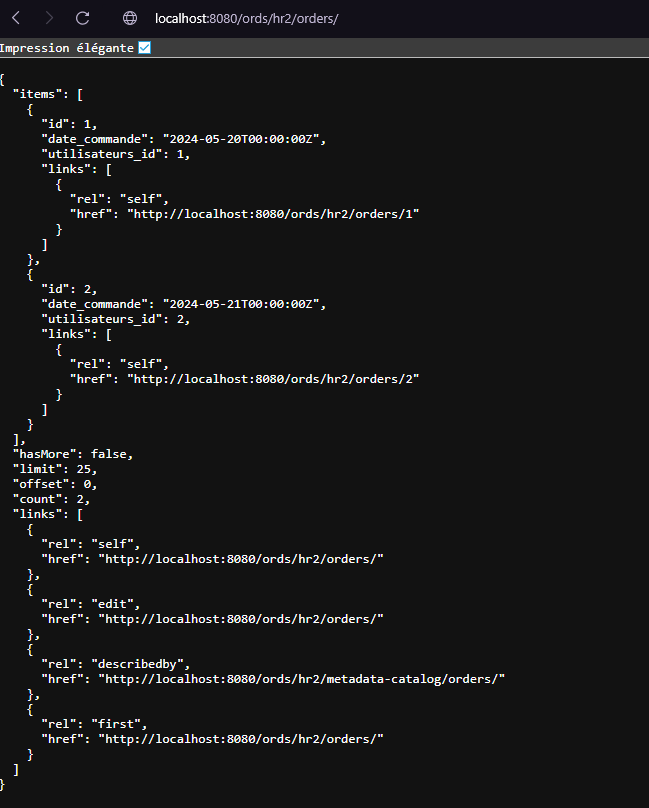 localhost:8080/ords/hr2/orders/
Impression élégante
{
  "items": [
    {
      "id": 1,
      "date_commande": "2024-05-20T00:00:00Z",
      "utilisateurs_id": 1,
      "links": [
        {
          "rel": "self",
          "href": "http://localhost:8080/ords/hr2/orders/1"
        }
      ]
    },
    {
      "id": 2,
      "date_commande": "2024-05-21T00:00:00Z",
      "utilisateurs_id": 2,
      "links": [
        {
          "rel": "self",
          "href": "http://localhost:8080/ords/hr2/orders/2"
        }
      ]
    }
  ],
  "hasMore": false,
  "limit": 25,
  "offset": 0,
  "count": 2,
  "links": [
    {
      "rel": "self",
      "href": "http://localhost:8080/ords/hr2/orders/"
    },
    {
      "rel": "edit",
      "href": "http://localhost:8080/ords/hr2/orders/"
    },
    {
      "rel": "describedby",
      "href": "http://localhost:8080/ords/hr2/metadata-catalog/orders/"
    },
    {
      "rel": "first",
      "href": "http://localhost:8080/ords/hr2/orders/"
    }
  ]
}